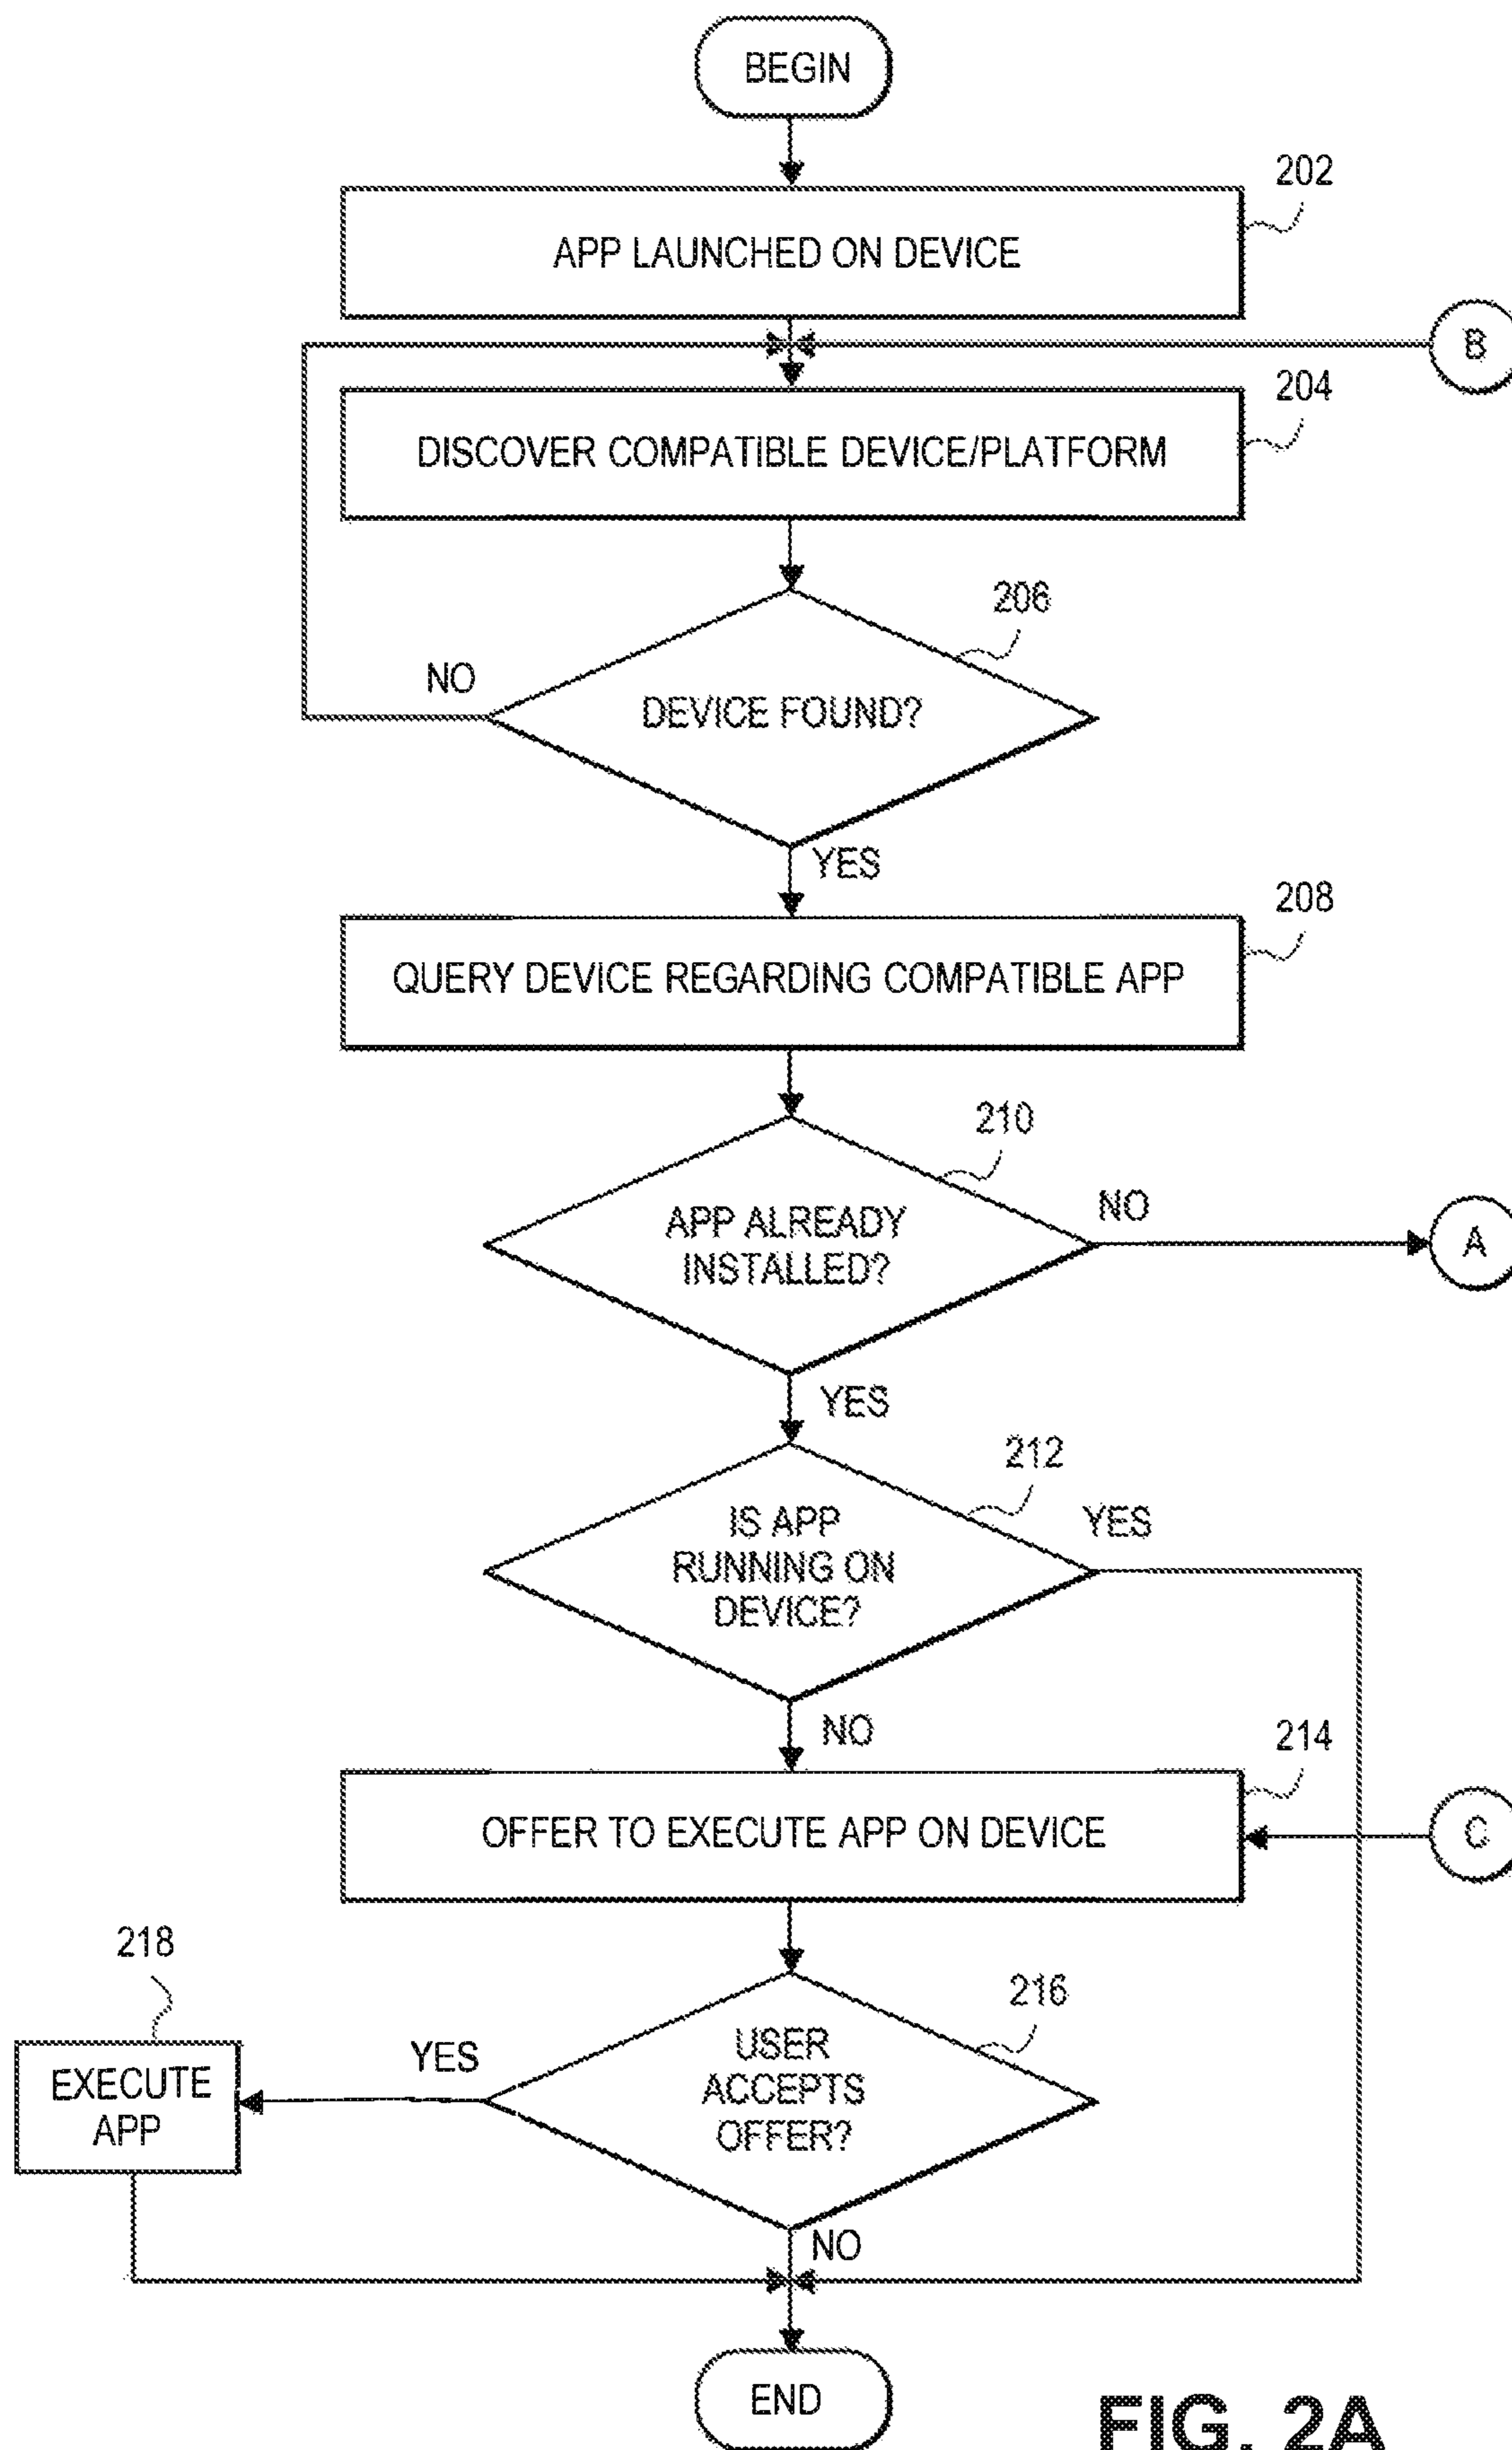 BEGIN
202
APP LAUNCHED ON DEVICE
B
204
DISCOVER COMPATIBLE DEVICE/PLATFORM
206
NO
DEVICE FOUND?
YES
208
QUERY DEVICE REGARDING COMPATIBLE APP
210
NO
APP ALREADY
INSTALLED?
A
YES
212
YES
IS APP
RUNNING ON
DEVICE?
NO
214
OFFER TO EXECUTE APP ON DEVICE
C
218
216
YES
USER
ACCEPTS
OFFER?
EXECUTE
APP
NO
END
FIG. 2A